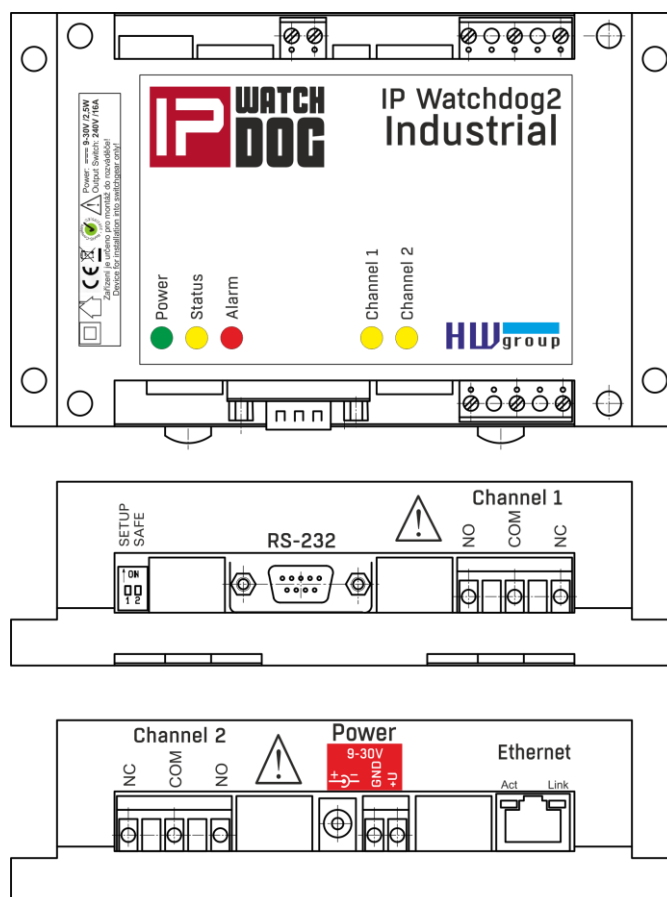 IP WATCH DOG
IP Watchdog2
Industrial
Power: 9-30V /2,5W
Output Switch: 240V /16A
Zařízení je určeno pro montáž do rozváděče!
Device for installation into switchgear only!
CE
Power
Status
Alarm
Channel 1
Channel 2
HW group
SETUP
SAFE
ON
1 2
RS-232
Channel 1
NO
COM
NC
Channel 2
NC
COM
NO
Power
9-30V
+ -
GND
+U
Ethernet
Act
Link